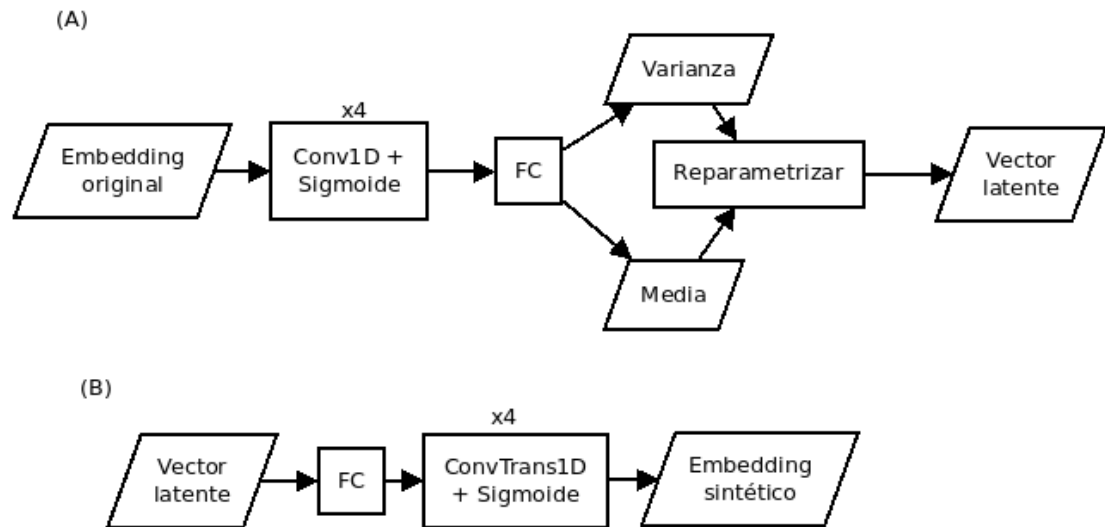 (A)
Varianza
x4
Embedding
original
Conv1D +
Sigmoide
FC
Reparametrizar
Vector
latente
Media
(B)
x4
Vector
latente
FC
ConvTrans1D
+ Sigmoide
Embedding
sintético